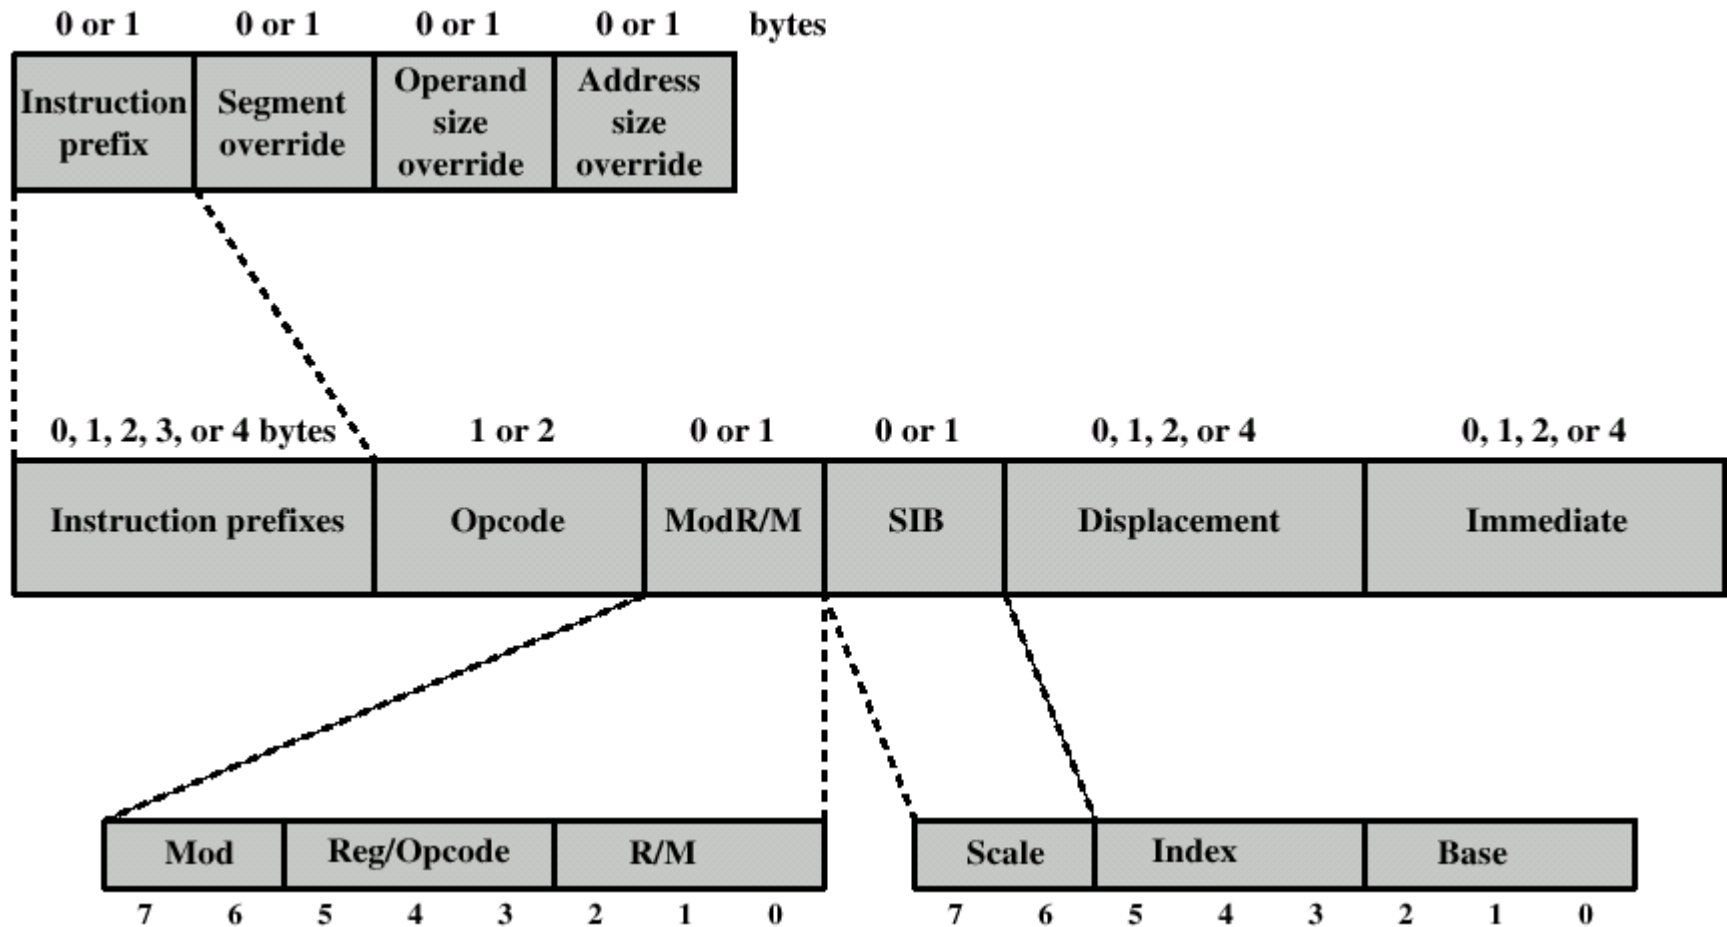 0 or 1 0 or 1 0 or 1 0 or 1 bytes
Instruction prefix
Segment override
Operand size override
Address size override
0, 1, 2, 3, or 4 bytes 1 or 2 0 or 1 0 or 1 0, 1, 2, or 4 0, 1, 2, or 4
Instruction prefixes Opcode ModR/M SIB Displacement Immediate
Mod Reg/Opcode R/M Scale Index Base
7 6 5 4 3 2 1 0 7 6 5 4 3 2 1 0